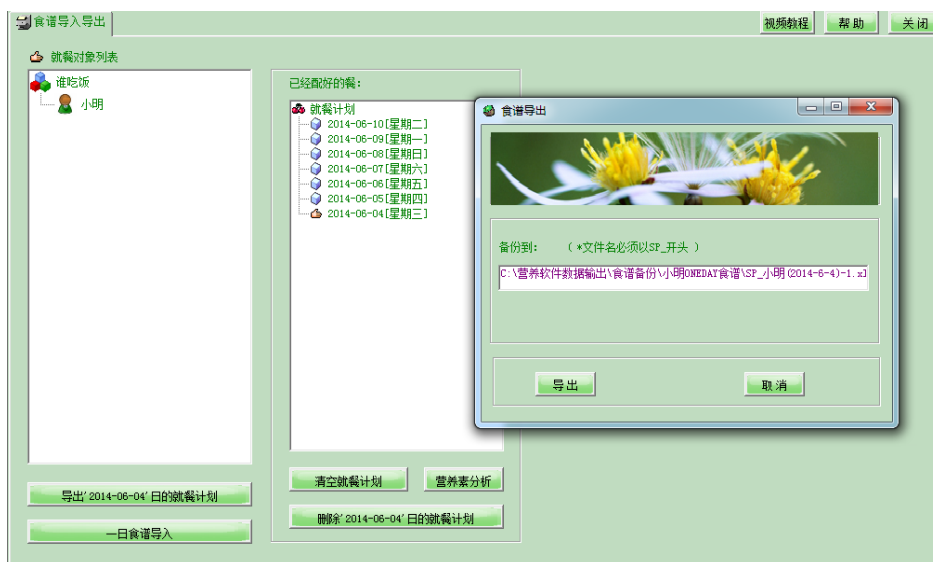 食谱导入导出
视频教程
帮助
关闭
就餐对象列表
谁吃饭
小明
已经配好的餐:
就餐计划
2014-06-10[星期二]
2014-06-09[星期一]
2014-06-08[星期日]
2014-06-07[星期六]
2014-06-06[星期五]
2014-06-05[星期四]
2014-06-04[星期三]
食谱导出
备份到: (*文件名必须以SP_开头 )
C:\营养软件数据输出\食谱备份\小明ONEDAY食谱\SP_小明(2014-6-4)-1.xl
导出
取消
清空就餐计划
营养素分析
导出'2014-06-04'日的就餐计划
删除'2014-06-04'日的就餐计划
一日食谱导入